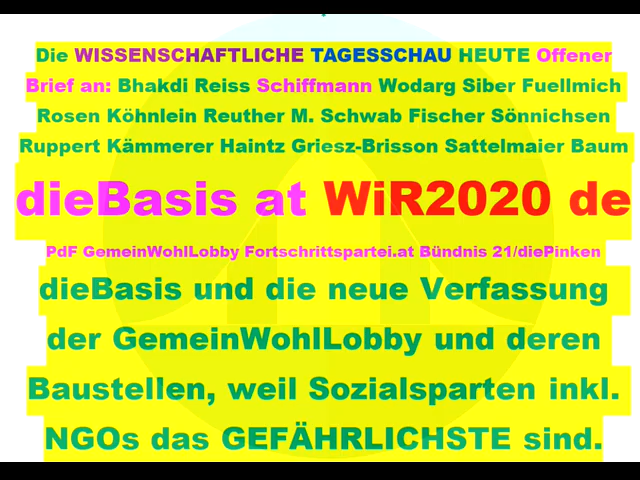 Die WISSENSCHAFTLICHE TAGESSCHAU HEUTE Offener
Brief an: Bhakdi Reiss Schiffmann Wodarg Siber Fuellmich
Rosen Köhnlein Reuther M. Schwab Fischer Sönnichsen
Ruppert Kämmerer Haintz Griesz-Brisson Sattelmaier Baum
dieBasis at WiR2020 de
PdF GemeinWohlLobby Fortschrittspartei.at Bündnis 21/diePinken
dieBasis und die neue Verfassung
der GemeinWohlLobby und deren
Baustellen, weil Sozialsparten inkl.
NGOs das GEFÄHRLICHSTE sind.